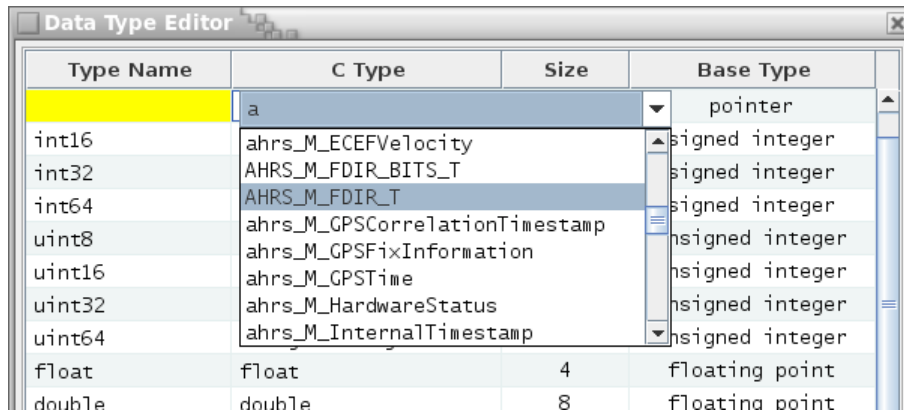 Data Type Editor
Type Name C Type Size Base Type
a pointer
int16 ahrs_M_ECEFVelocity signed integer
int32 AHRS_M_FDIR_BITS_T signed integer
int64 AHRS_M_FDIR_T signed integer
uint8 ahrs_M_GPSCorrelationTimestamp nsigned integer
uint16 ahrs_M_GPSFixInformation nsigned integer
uint32 ahrs_M_GPSTime nsigned integer
uint64 ahrs_M_HardwareStatus nsigned integer
ahrs_M_InternalTimestamp
float float 4 floating point
double double 8 floating point